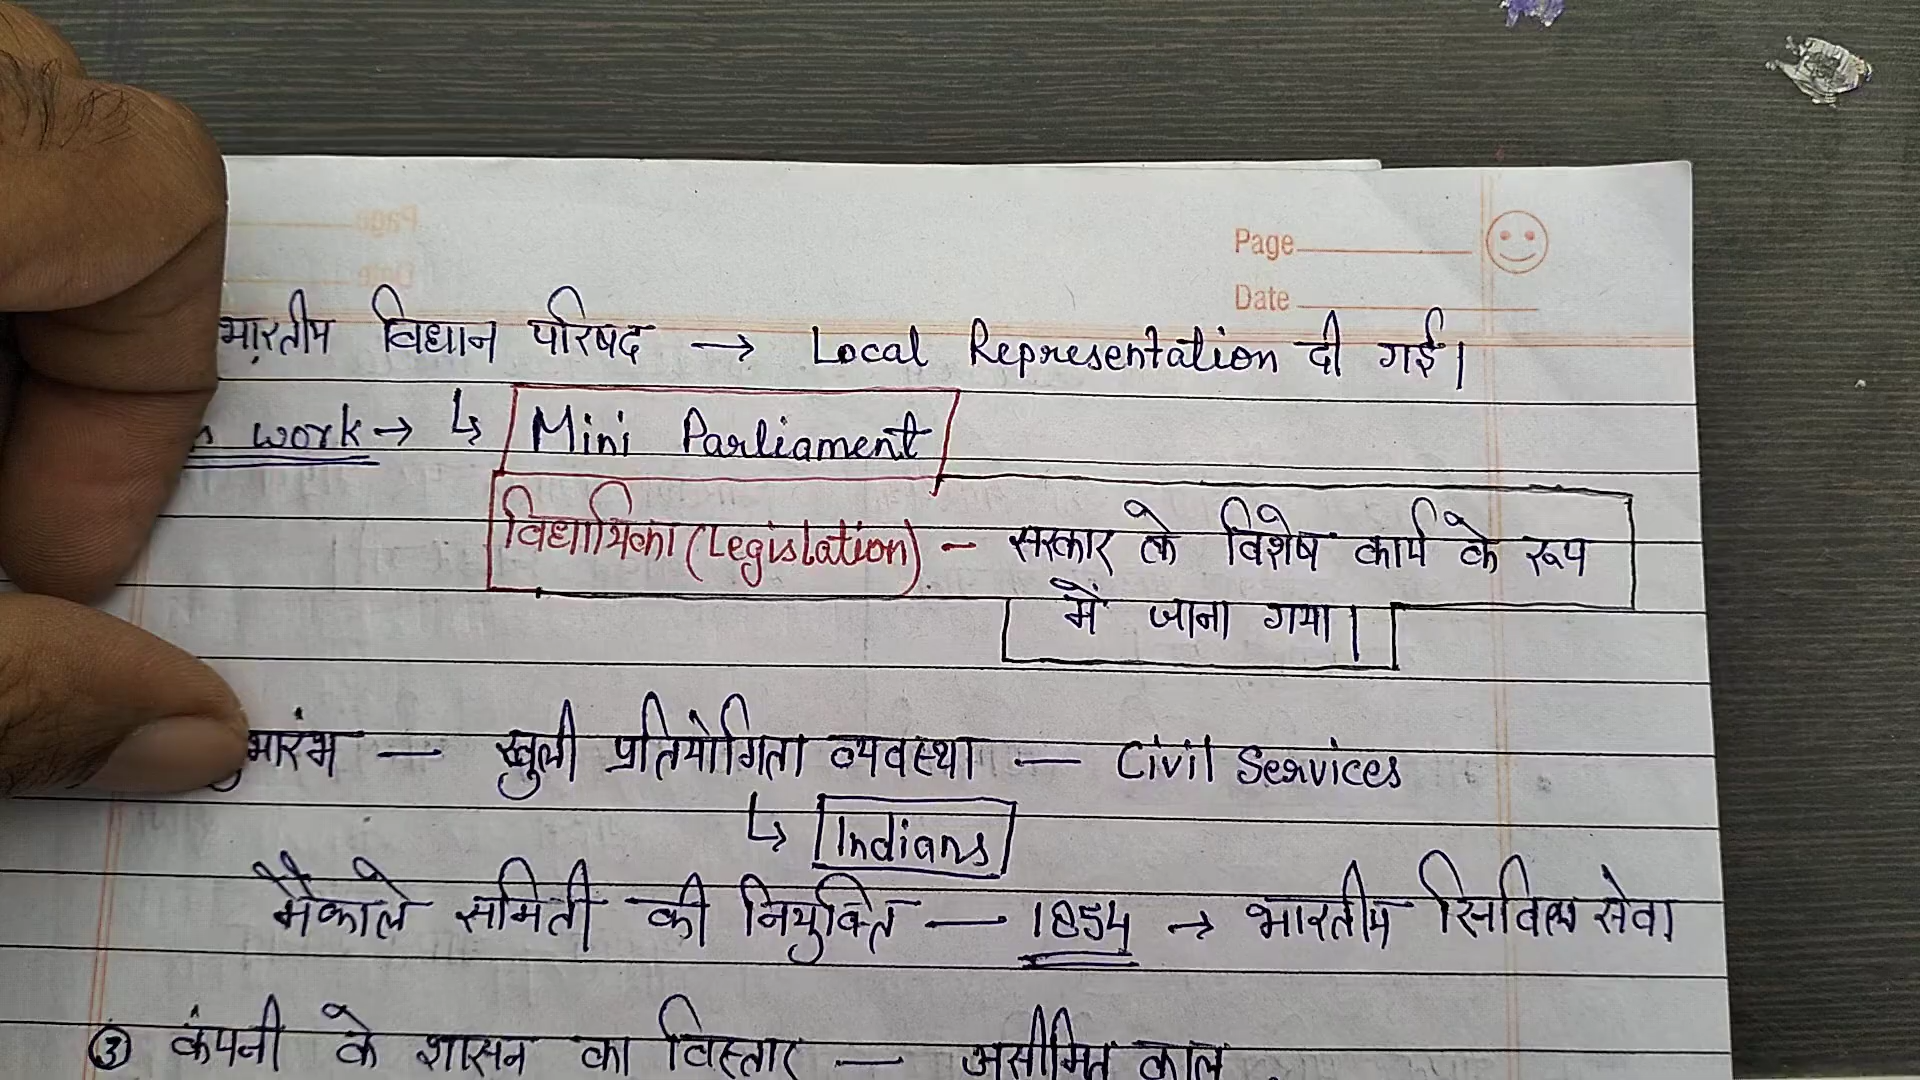 Page
Date
भारतीय विधान परिषद → Local Representation दी गई।
work → ↳ Mini Parliament
विधायिका (Legislation) – सरकार के विशेष कार्य के रूप
में जाना गया।
भारंभ — खुली प्रतियोगिता व्यवस्था — Civil Services
↳ Indians
मैकाले समिती की नियुक्ति — 1854 → भारतीय सिविल सेवा
③ कंपनी के शासन का विस्तार — असीमित काल